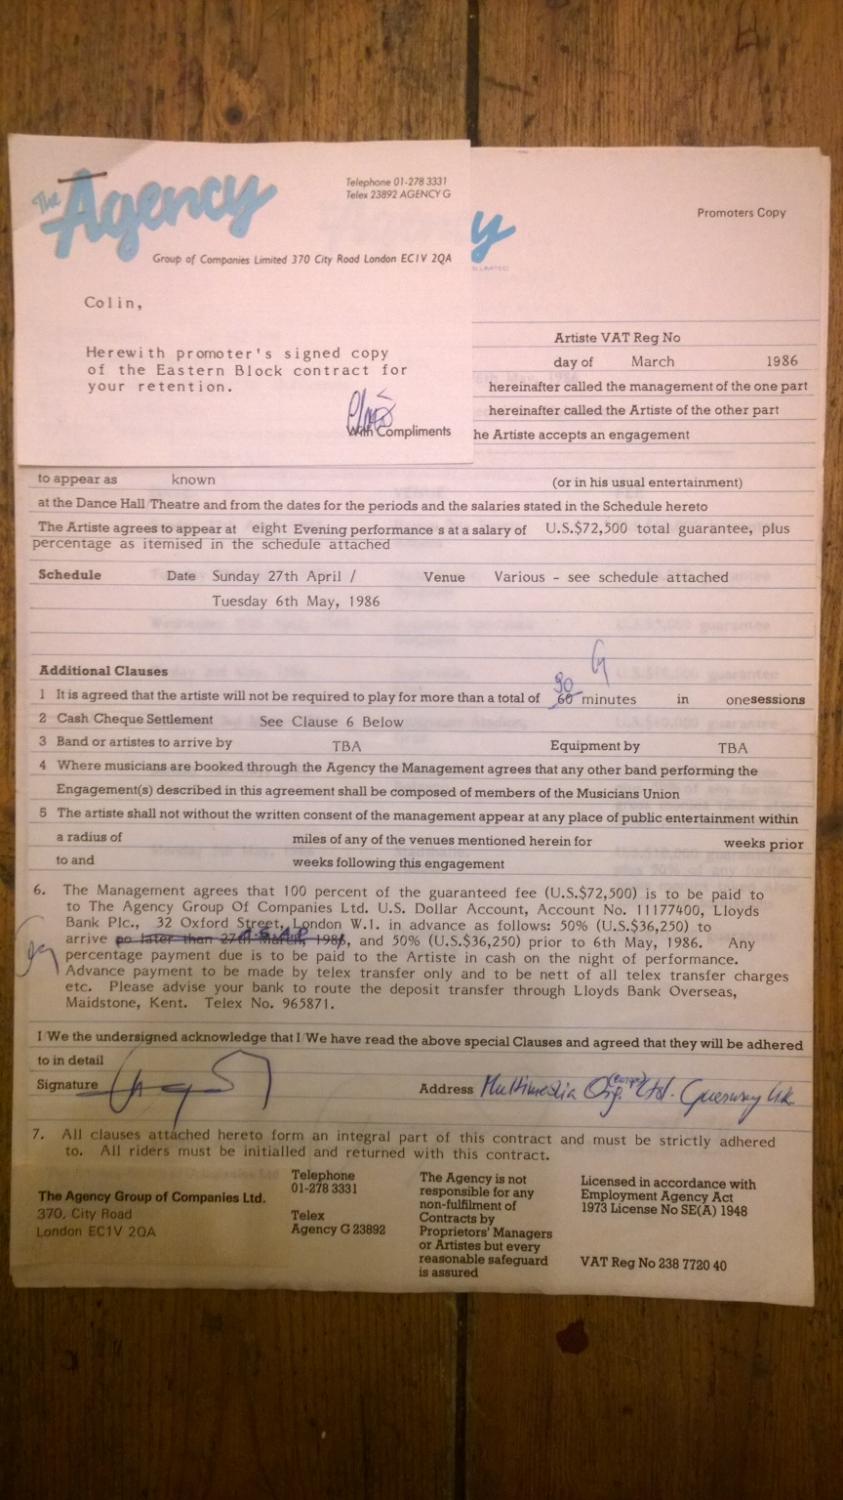 The Agency
Telephone 01-278 3331
Telex 23892 AGENCY G
Group of Companies Limited 370 City Road London EC1V 2QA
Colin,
Herewith promoter's signed copy
of the Eastern Block contract for
your retention.
With Compliments
y
LIMITED
Promoters Copy
Artiste VAT Reg No
day of March 1986
hereinafter called the management of the one part
hereinafter called the Artiste of the other part
he Artiste accepts an engagement
to appear as known (or in his usual entertainment)
at the Dance Hall/Theatre and from the dates for the periods and the salaries stated in the Schedule hereto
The Artiste agrees to appear at eight Evening performance s at a salary of U.S.$72,500 total guarantee, plus
percentage as itemised in the schedule attached
Schedule Date Sunday 27th April / Venue Various - see schedule attached
Tuesday 6th May, 1986
Additional Clauses
1 It is agreed that the artiste will not be required to play for more than a total of 60 90 minutes in one sessions
2 Cash Cheque Settlement See Clause 6 Below
3 Band or artistes to arrive by TBA Equipment by TBA
4 Where musicians are booked through the Agency the Management agrees that any other band performing the
Engagement(s) described in this agreement shall be composed of members of the Musicians Union
5 The artiste shall not without the written consent of the management appear at any place of public entertainment within
a radius of miles of any of the venues mentioned herein for weeks prior
to and weeks following this engagement
6. The Management agrees that 100 percent of the guaranteed fee (U.S.$72,500) is to be paid to
to The Agency Group Of Companies Ltd. U.S. Dollar Account, Account No. 11177400, Lloyds
Bank Plc., 32 Oxford Street, London W.1. in advance as follows: 50% (U.S.$36,250) to
arrive no later than 27th March, 1986, a.s.a.p and 50% (U.S.$36,250) prior to 6th May, 1986. Any
percentage payment due is to be paid to the Artiste in cash on the night of performance.
Advance payment to be made by telex transfer only and to be nett of all telex transfer charges
etc. Please advise your bank to route the deposit transfer through Lloyds Bank Overseas,
Maidstone, Kent. Telex No. 965871.
I/We the undersigned acknowledge that I/We have read the above special Clauses and agreed that they will be adhered
to in detail
Signature Address Multimedia Org. (Europe) Ltd. Guernsey UK
7. All clauses attached hereto form an integral part of this contract and must be strictly adhered
to. All riders must be initialled and returned with this contract.
The Agency Group of Companies Ltd.
370, City Road
London EC1V 2QA
Telephone
01-278 3331
Telex
Agency G 23892
The Agency is not
responsible for any
non-fulfilment of
Contracts by
Proprietors' Managers
or Artistes but every
reasonable safeguard
is assured
Licensed in accordance with
Employment Agency Act
1973 License No SE(A) 1948
VAT Reg No 238 7720 40